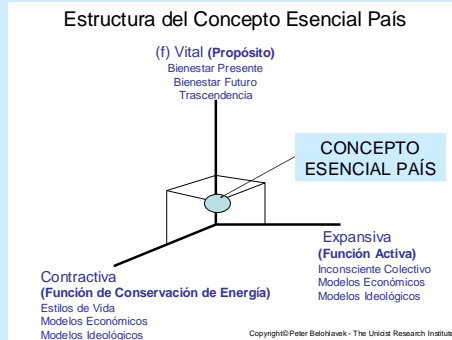 Estructura del Concepto Esencial País
(f) Vital (Propósito)
Bienestar Presente
Bienestar Futuro
Trascendencia
CONCEPTO
ESENCIAL PAÍS
Expansiva
(Función Activa)
Inconsciente Colectivo
Modelos Económicos
Modelos Ideológicos
Contractiva
(Función de Conservación de Energía)
Estilos de Vida
Modelos Económicos
Modelos Ideológicos
Copyright©Peter Belohlavek - The Unicist Research Institute